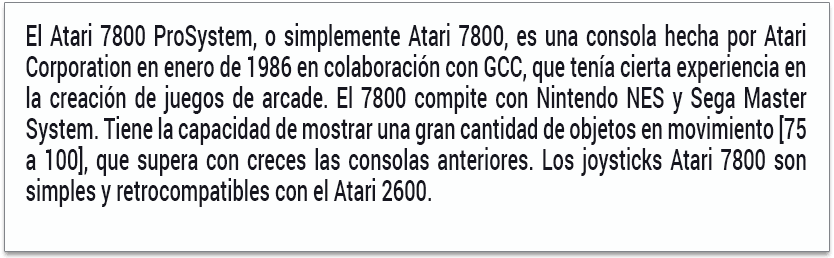 El Atari 7800 ProSystem, o simplemente Atari 7800, es una consola hecha por Atari
Corporation en enero de 1986 en colaboración con GCC, que tenía cierta experiencia en
la creación de juegos de arcade. El 7800 compite con Nintendo NES y Sega Master
System. Tiene la capacidad de mostrar una gran cantidad de objetos en movimiento [75
a 100], que supera con creces las consolas anteriores. Los joysticks Atari 7800 son
simples y retrocompatibles con el Atari 2600.